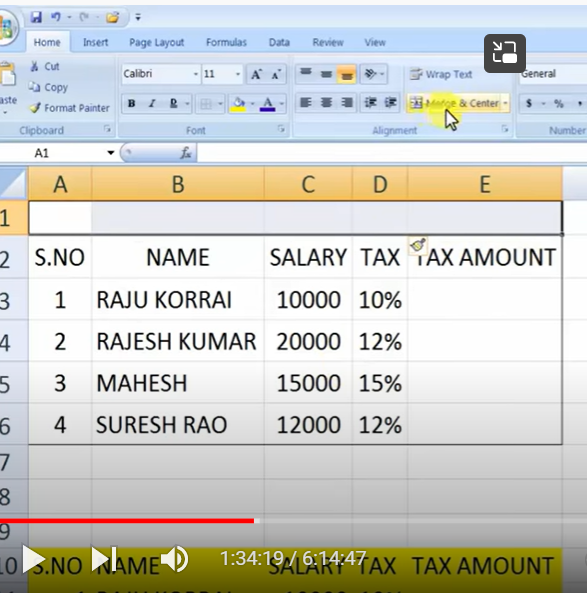 Home Insert Page Layout Formulas Data Review View
Cut
Copy
Format Painter
Clipboard
Calibri 11 A A
B I U A
Font
Wrap Text
Merge & Center
Alignment
General
$ % ,
Number
A1 fx
A B C D E
1
2 S.NO NAME SALARY TAX TAX AMOUNT
3 1 RAJU KORRAI 10000 10%
4 2 RAJESH KUMAR 20000 12%
5 3 MAHESH 15000 15%
6 4 SURESH RAO 12000 12%
7
8
9
1:34:19 / 6:14:47
10 S.NO NAME SALARY TAX TAX AMOUNT